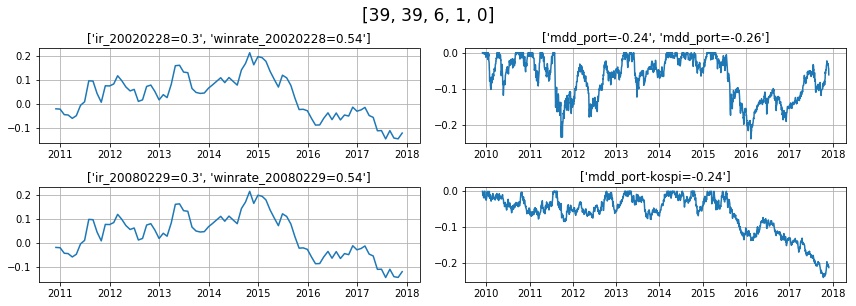 [39, 39, 6, 1, 0]
['ir_20020228=0.3', 'winrate_20020228=0.54']
0.2
0.1
0.0
−0.1
2011 2012 2013 2014 2015 2016 2017 2018
['mdd_port=-0.24', 'mdd_port=-0.26']
0.0
−0.1
−0.2
2010 2011 2012 2013 2014 2015 2016 2017 2018
['ir_20080229=0.3', 'winrate_20080229=0.54']
0.2
0.1
0.0
−0.1
2011 2012 2013 2014 2015 2016 2017 2018
['mdd_port-kospi=-0.24']
0.0
−0.1
−0.2
2010 2011 2012 2013 2014 2015 2016 2017 2018